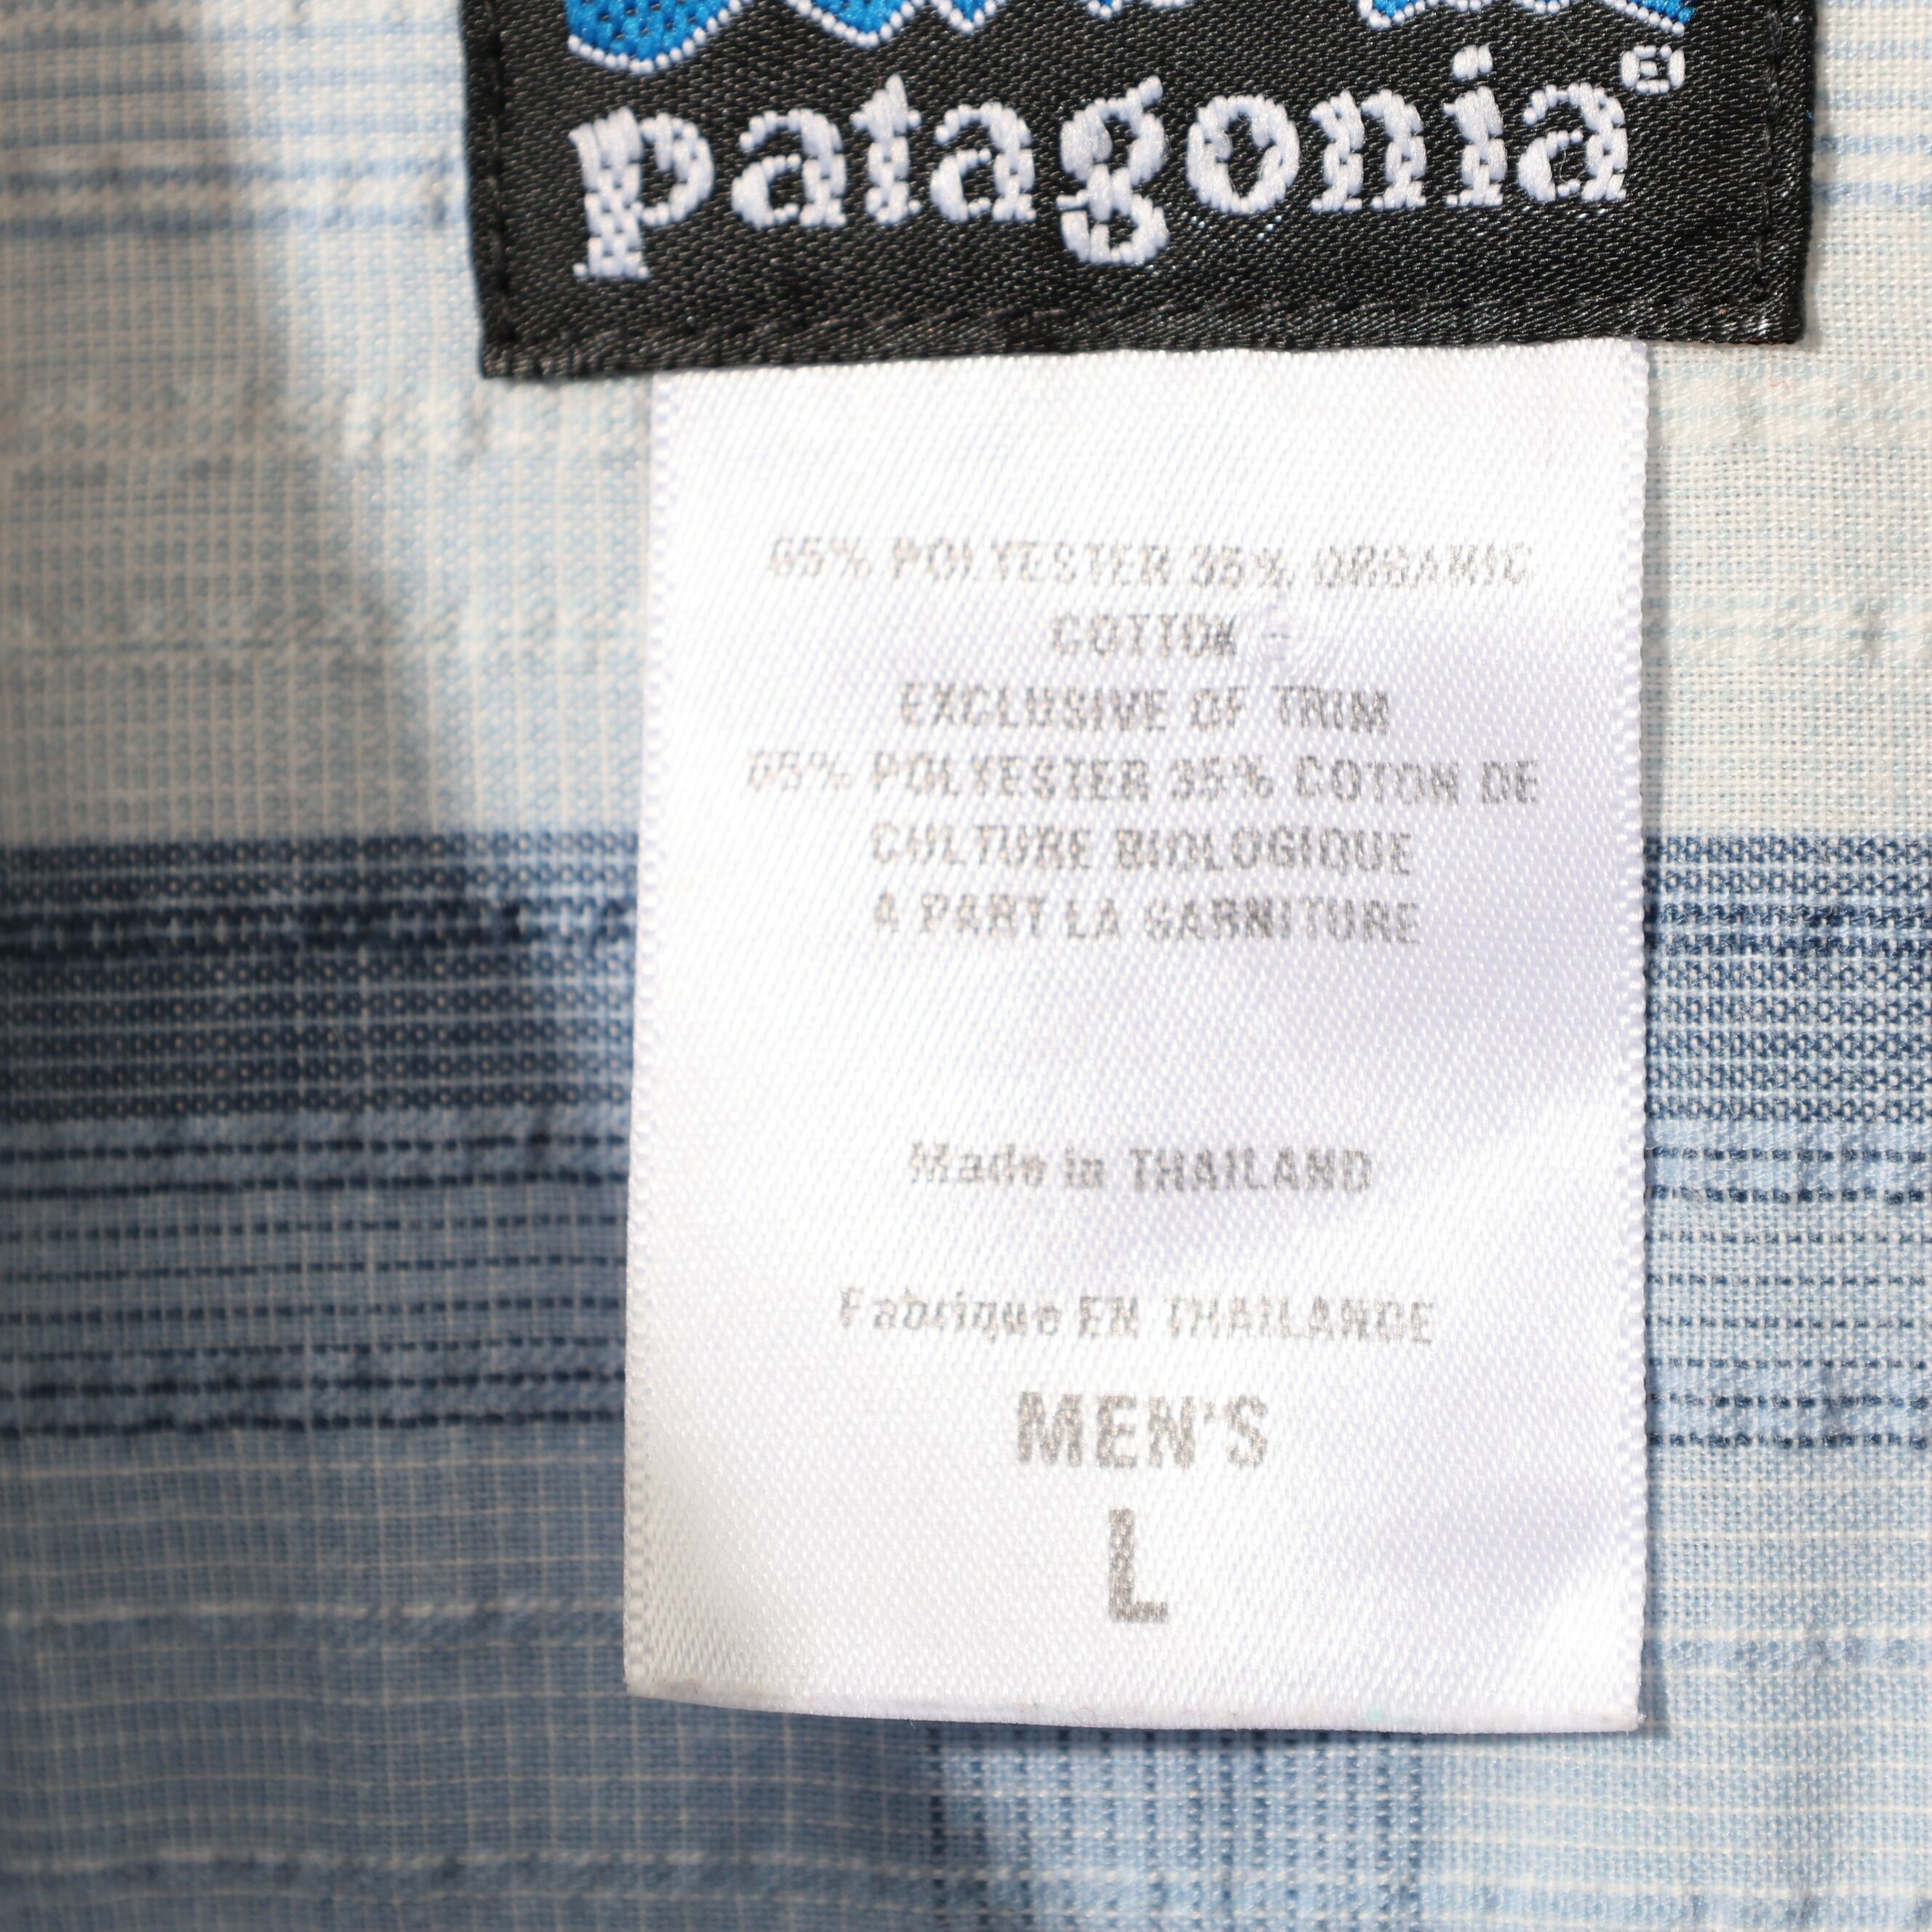 patagonia®
65% POLYESTER 35% ORGANIC
COTTON -
EXCLUSIVE OF TRIM
65% POLYESTER 35% COTON DE
CULTURE BIOLOGIQUE
A PART LA GARNITURE
Made in THAILAND
Fabrique EN THAILANDE
MEN'S
L